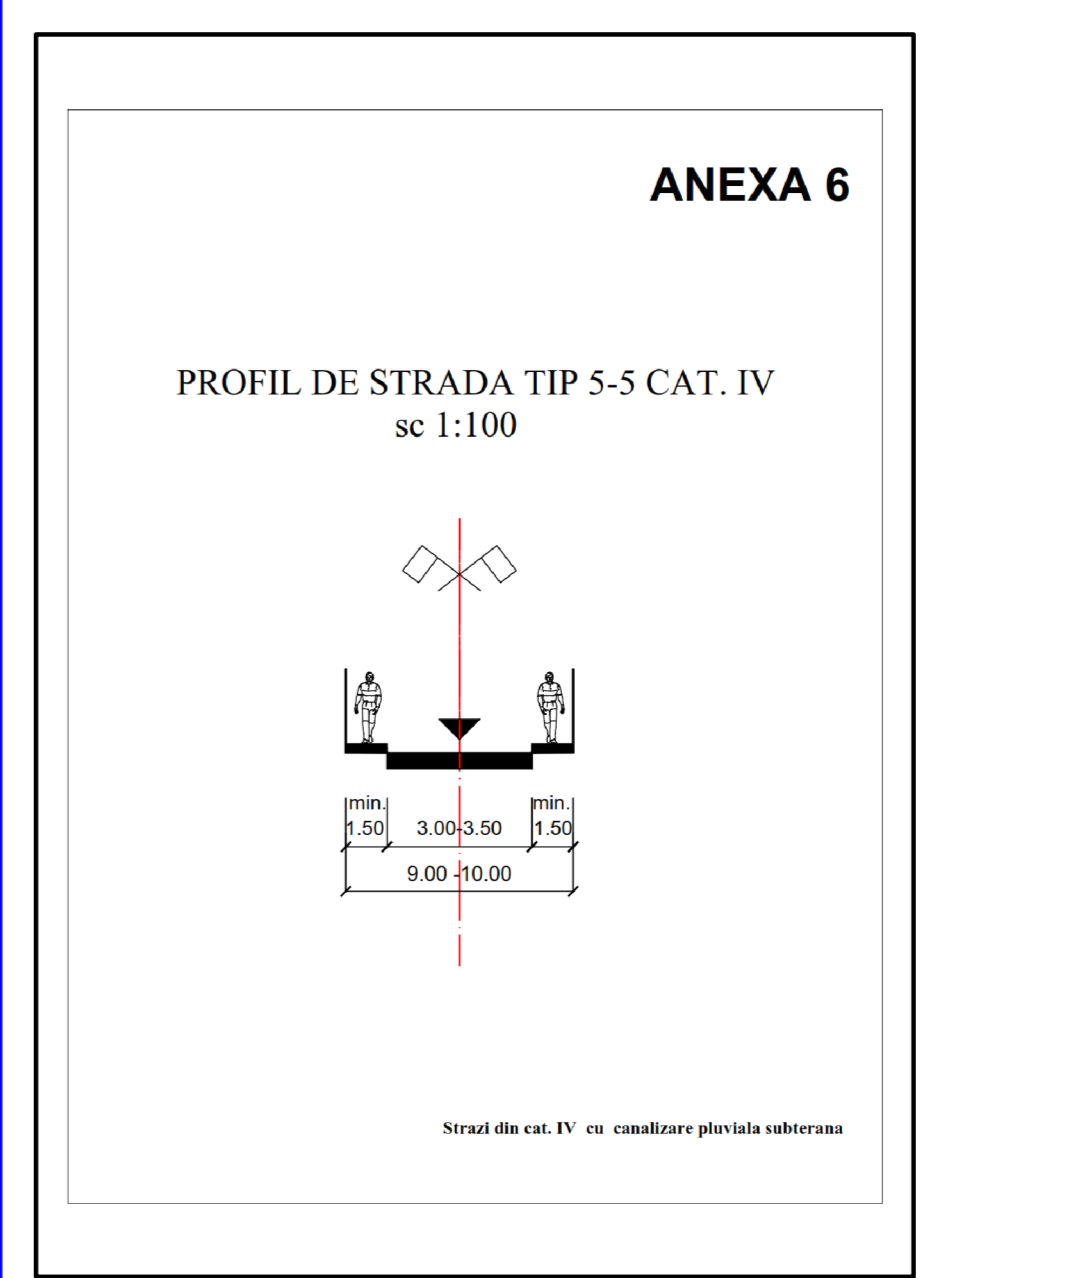 ANEXA 6
PROFIL DE STRADA TIP 5-5 CAT. IV
sc 1:100
min. min.
1.50 3.00-3.50 1.50
9.00 -10.00
Strazi din cat. IV cu canalizare pluviala subterana